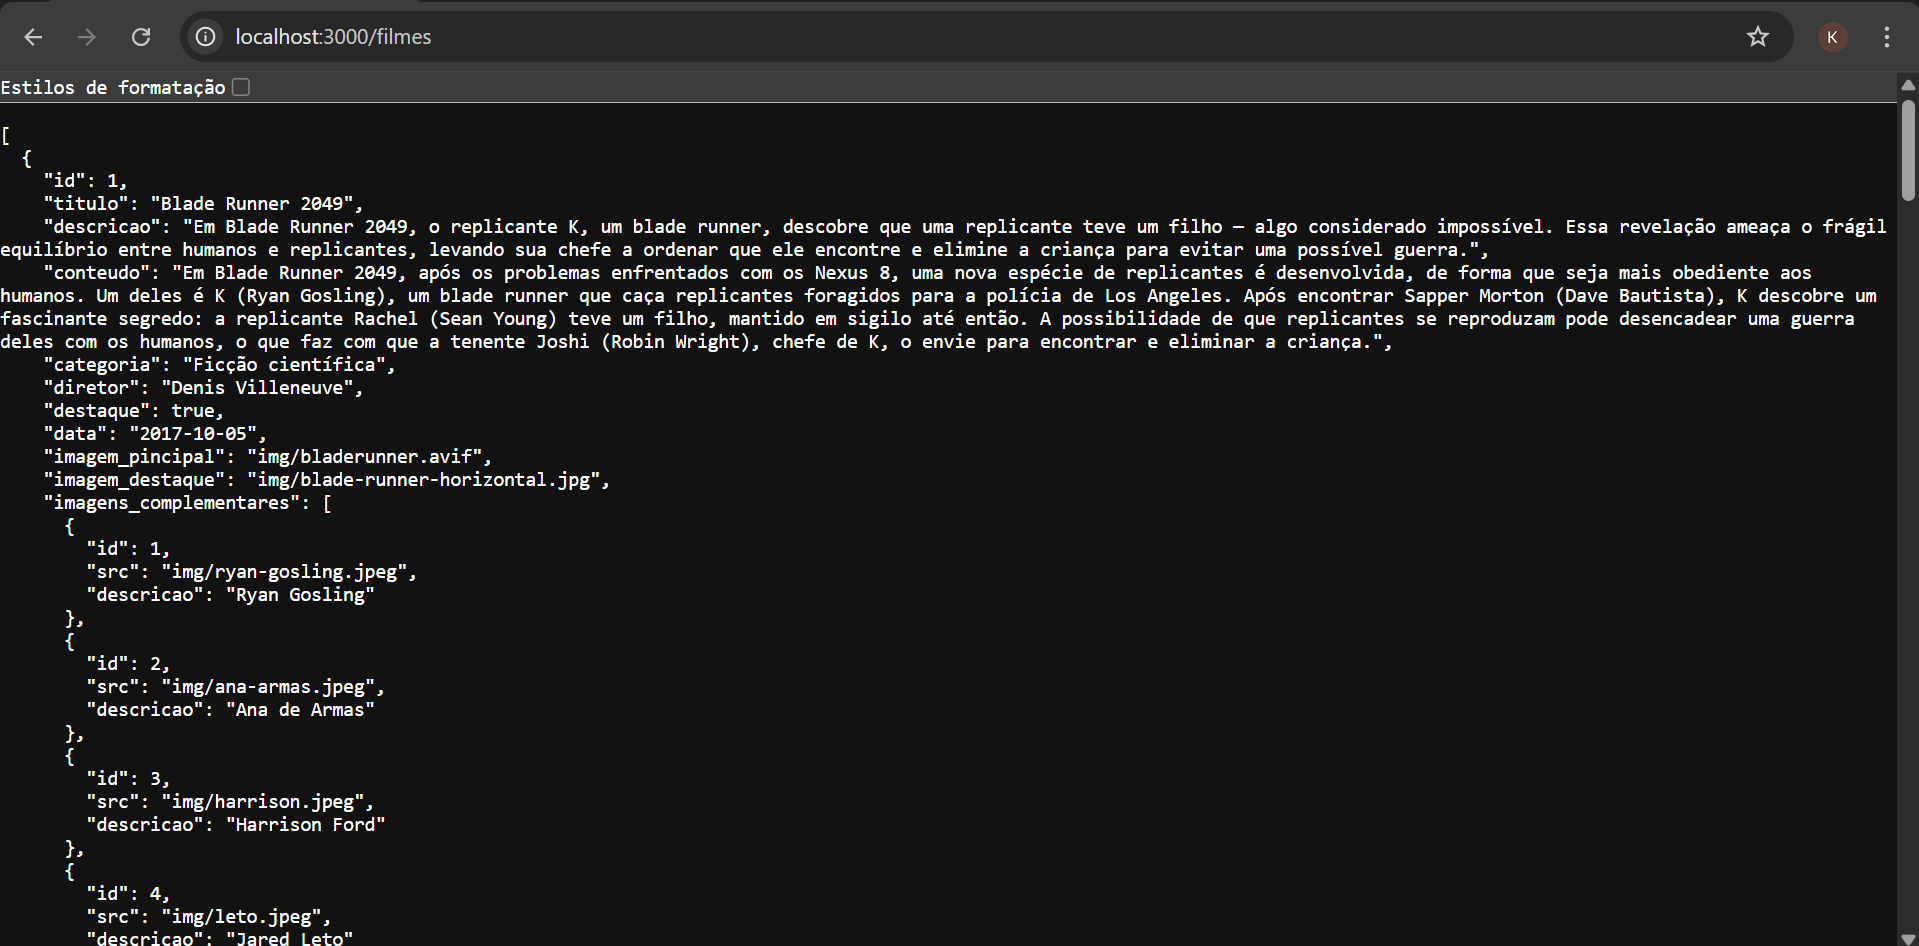 localhost:3000/filmes
K
Estilos de formatação
[
  {
    "id": 1,
    "titulo": "Blade Runner 2049",
    "descricao": "Em Blade Runner 2049, o replicante K, um blade runner, descobre que uma replicante teve um filho — algo considerado impossível. Essa revelação ameaça o frágil
equilíbrio entre humanos e replicantes, levando sua chefe a ordenar que ele encontre e elimine a criança para evitar uma possível guerra.",
    "conteudo": "Em Blade Runner 2049, após os problemas enfrentados com os Nexus 8, uma nova espécie de replicantes é desenvolvida, de forma que seja mais obediente aos
humanos. Um deles é K (Ryan Gosling), um blade runner que caça replicantes foragidos para a polícia de Los Angeles. Após encontrar Sapper Morton (Dave Bautista), K descobre um
fascinante segredo: a replicante Rachel (Sean Young) teve um filho, mantido em sigilo até então. A possibilidade de que replicantes se reproduzam pode desencadear uma guerra
deles com os humanos, o que faz com que a tenente Joshi (Robin Wright), chefe de K, o envie para encontrar e eliminar a criança.",
    "categoria": "Ficção científica",
    "diretor": "Denis Villeneuve",
    "destaque": true,
    "data": "2017-10-05",
    "imagem_pincipal": "img/bladerunner.avif",
    "imagem_destaque": "img/blade-runner-horizontal.jpg",
    "imagens_complementares": [
      {
        "id": 1,
        "src": "img/ryan-gosling.jpeg",
        "descricao": "Ryan Gosling"
      },
      {
        "id": 2,
        "src": "img/ana-armas.jpeg",
        "descricao": "Ana de Armas"
      },
      {
        "id": 3,
        "src": "img/harrison.jpeg",
        "descricao": "Harrison Ford"
      },
      {
        "id": 4,
        "src": "img/leto.jpeg",
        "descricao": "Jared Leto"